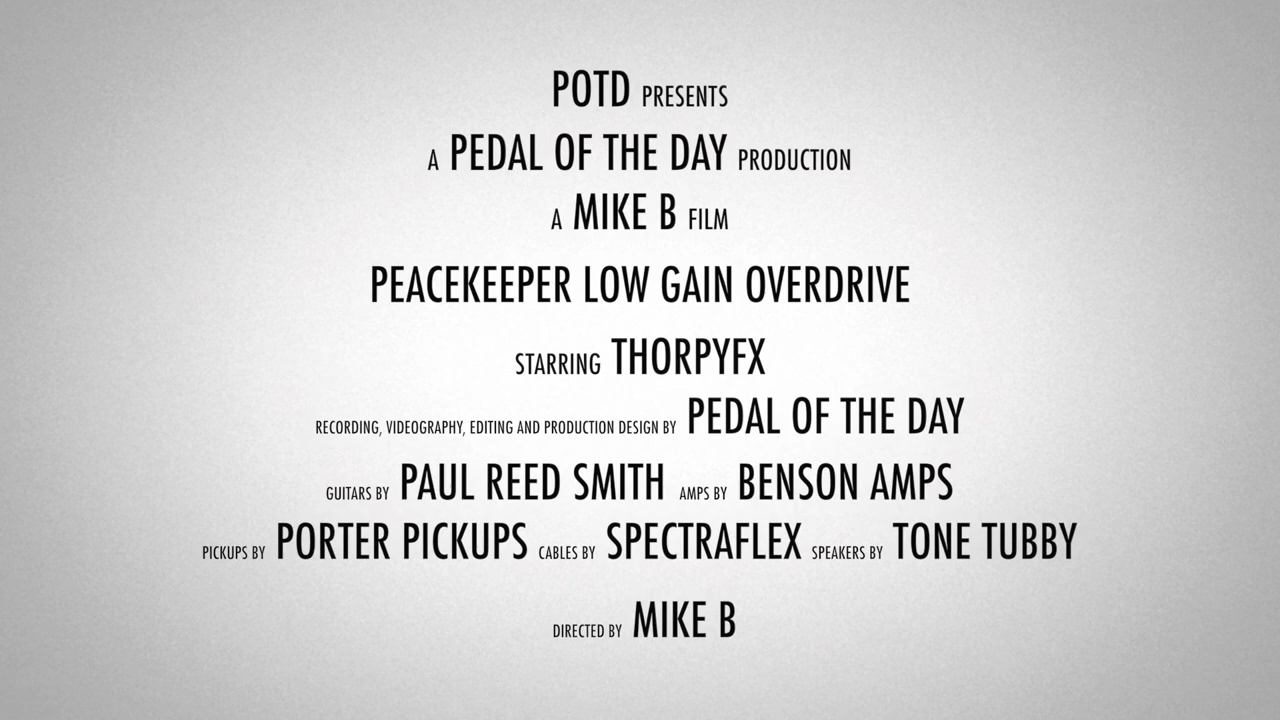 POTD PRESENTS
A PEDAL OF THE DAY PRODUCTION
A MIKE B FILM
PEACEKEEPER LOW GAIN OVERDRIVE
STARRING THORPYFX
RECORDING, VIDEOGRAPHY, EDITING AND PRODUCTION DESIGN BY PEDAL OF THE DAY
GUITARS BY PAUL REED SMITH AMPS BY BENSON AMPS
PICKUPS BY PORTER PICKUPS CABLES BY SPECTRAFLEX SPEAKERS BY TONE TUBBY
DIRECTED BY MIKE B